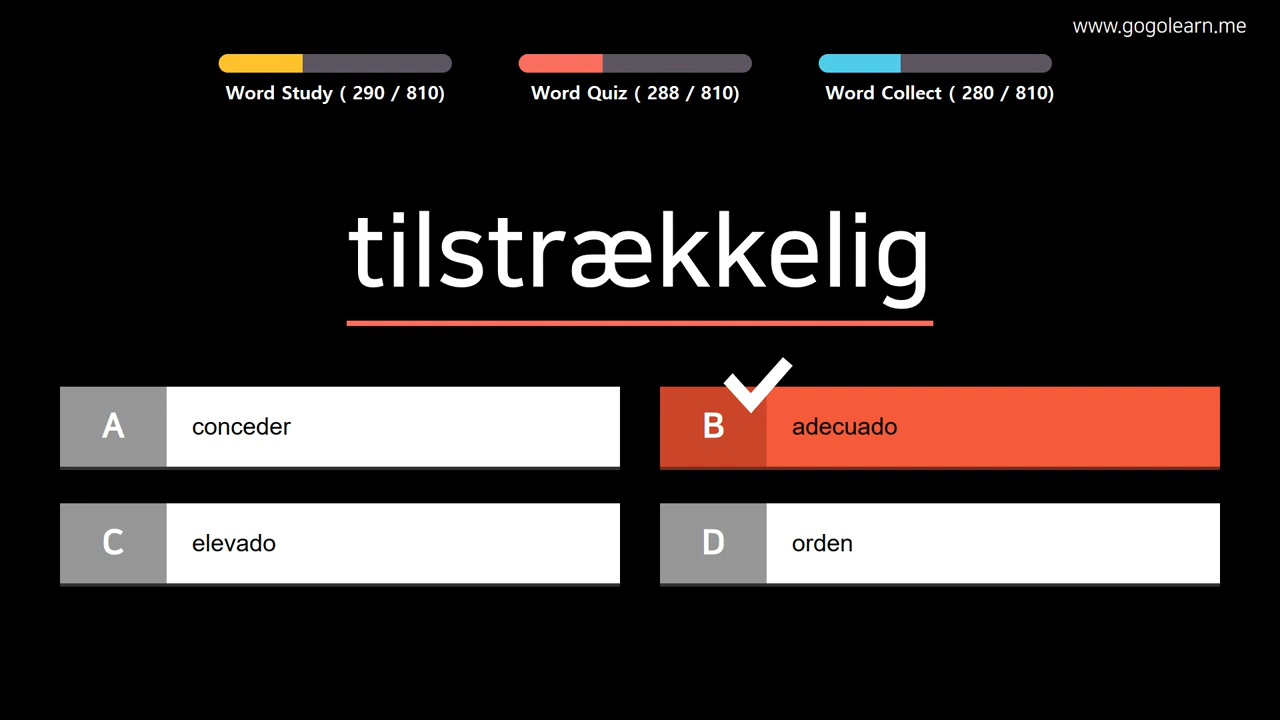 www.gogolearn.me
Word Study ( 290 / 810)
Word Quiz ( 288 / 810)
Word Collect ( 280 / 810)
tilstrækkelig
A conceder
B adecuado
C elevado
D orden